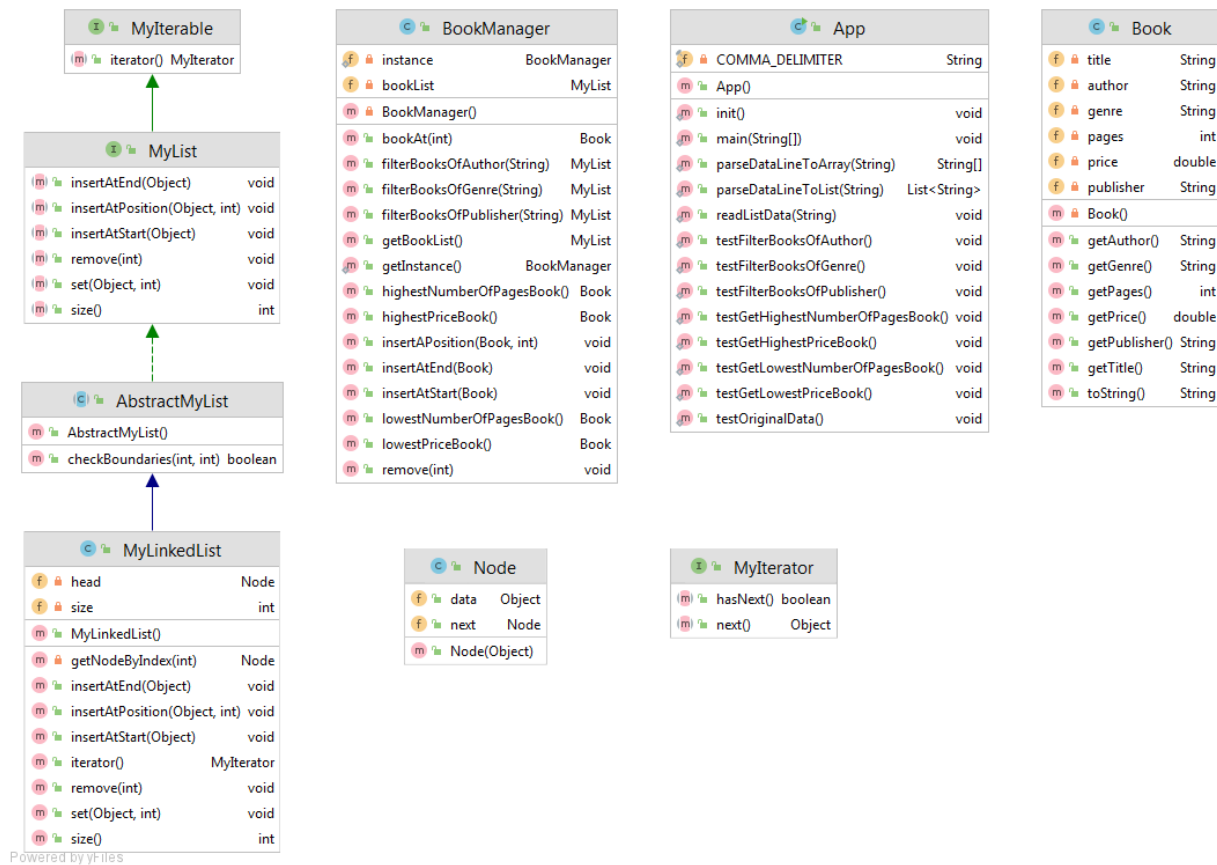 MyIterable
iterator() MyIterator
MyList
insertAtEnd(Object) void
insertAtPosition(Object, int) void
insertAtStart(Object) void
remove(int) void
set(Object, int) void
size() int
AbstractMyList
AbstractMyList()
checkBoundaries(int, int) boolean
MyLinkedList
head Node
size int
MyLinkedList()
getNodeByIndex(int) Node
insertAtEnd(Object) void
insertAtPosition(Object, int) void
insertAtStart(Object) void
iterator() MyIterator
remove(int) void
set(Object, int) void
size() int
BookManager
instance BookManager
bookList MyList
BookManager()
bookAt(int) Book
filterBooksOfAuthor(String) MyList
filterBooksOfGenre(String) MyList
filterBooksOfPublisher(String) MyList
getBookList() MyList
getInstance() BookManager
highestNumberOfPagesBook() Book
highestPriceBook() Book
insertAPosition(Book, int) void
insertAtEnd(Book) void
insertAtStart(Book) void
lowestNumberOfPagesBook() Book
lowestPriceBook() Book
remove(int) void
Node
data Object
next Node
Node(Object)
App
COMMA_DELIMITER String
App()
init() void
main(String[]) void
parseDataLineToArray(String) String[]
parseDataLineToList(String) List<String>
readListData(String) void
testFilterBooksOfAuthor() void
testFilterBooksOfGenre() void
testFilterBooksOfPublisher() void
testGetHighestNumberOfPagesBook() void
testGetHighestPriceBook() void
testGetLowestNumberOfPagesBook() void
testGetLowestPriceBook() void
testOriginalData() void
MyIterator
hasNext() boolean
next() Object
Book
title String
author String
genre String
pages int
price double
publisher String
Book()
getAuthor() String
getGenre() String
getPages() int
getPrice() double
getPublisher() String
getTitle() String
toString() String
Powered by yFiles